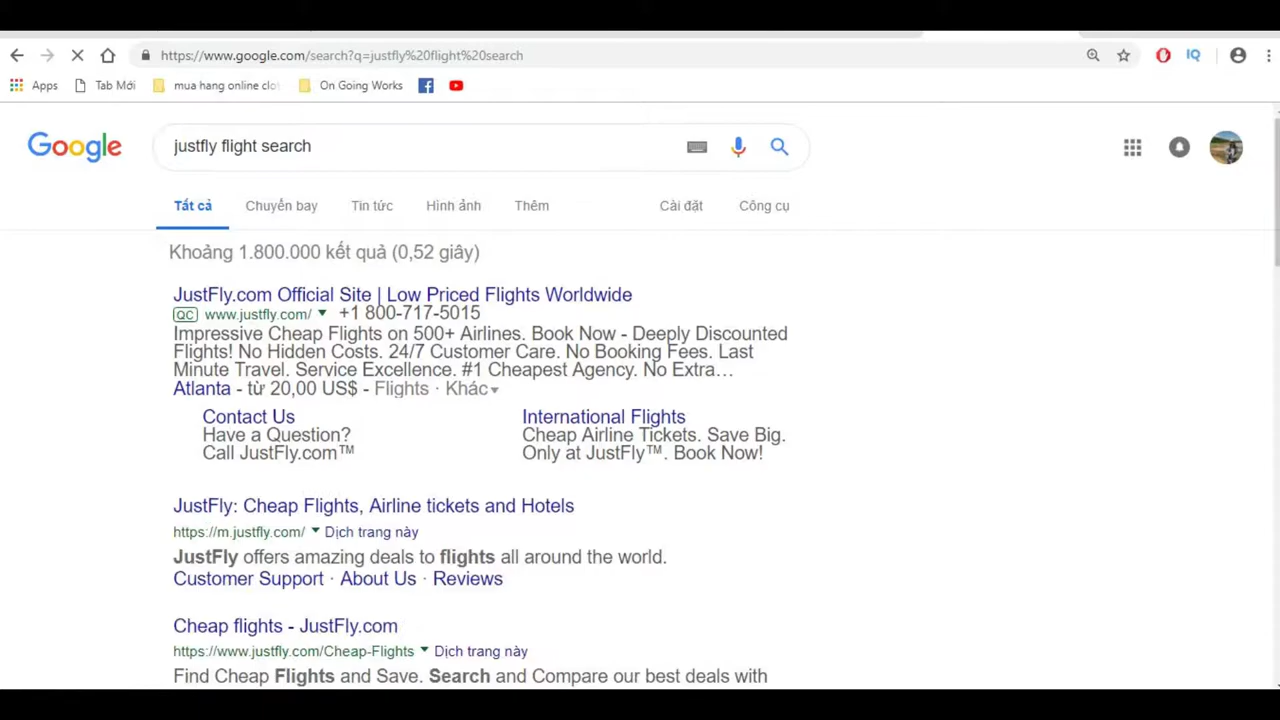 https://www.google.com/search?q=justfly%20flight%20search
Apps Tab Mới mua hang online clo On Going Works
Google justfly flight search
Tất cả Chuyến bay Tin tức Hình ảnh Thêm Cài đặt Công cụ
Khoảng 1.800.000 kết quả (0,52 giây)
JustFly.com Official Site | Low Priced Flights Worldwide
QC www.justfly.com/ +1 800-717-5015
Impressive Cheap Flights on 500+ Airlines. Book Now - Deeply Discounted
Flights! No Hidden Costs. 24/7 Customer Care. No Booking Fees. Last
Minute Travel. Service Excellence. #1 Cheapest Agency. No Extra…
Atlanta - từ 20,00 US$ - Flights · Khác
Contact Us
Have a Question?
Call JustFly.com™
International Flights
Cheap Airline Tickets. Save Big.
Only at JustFly™. Book Now!
JustFly: Cheap Flights, Airline tickets and Hotels
https://m.justfly.com/ Dịch trang này
JustFly offers amazing deals to flights all around the world.
Customer Support · About Us · Reviews
Cheap flights - JustFly.com
https://www.justfly.com/Cheap-Flights Dịch trang này
Find Cheap Flights and Save. Search and Compare our best deals with